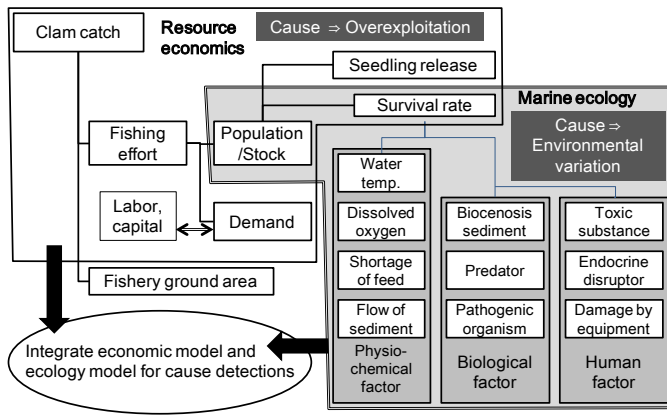 Clam catch
Resource
economics
Cause ⇒ Overexploitation
Seedling release
Survival rate
Marine ecology
Cause ⇒
Environmental
variation
Fishing
effort
Population
/Stock
Labor,
capital
Demand
Fishery ground area
Water
temp.
Dissolved
oxygen
Shortage
of feed
Flow of
sediment
Physio-
chemical
factor
Biocenosis
sediment
Predator
Pathogenic
organism
Biological
factor
Toxic
substance
Endocrine
disruptor
Damage by
equipment
Human
factor
Integrate economic model and
ecology model for cause detections